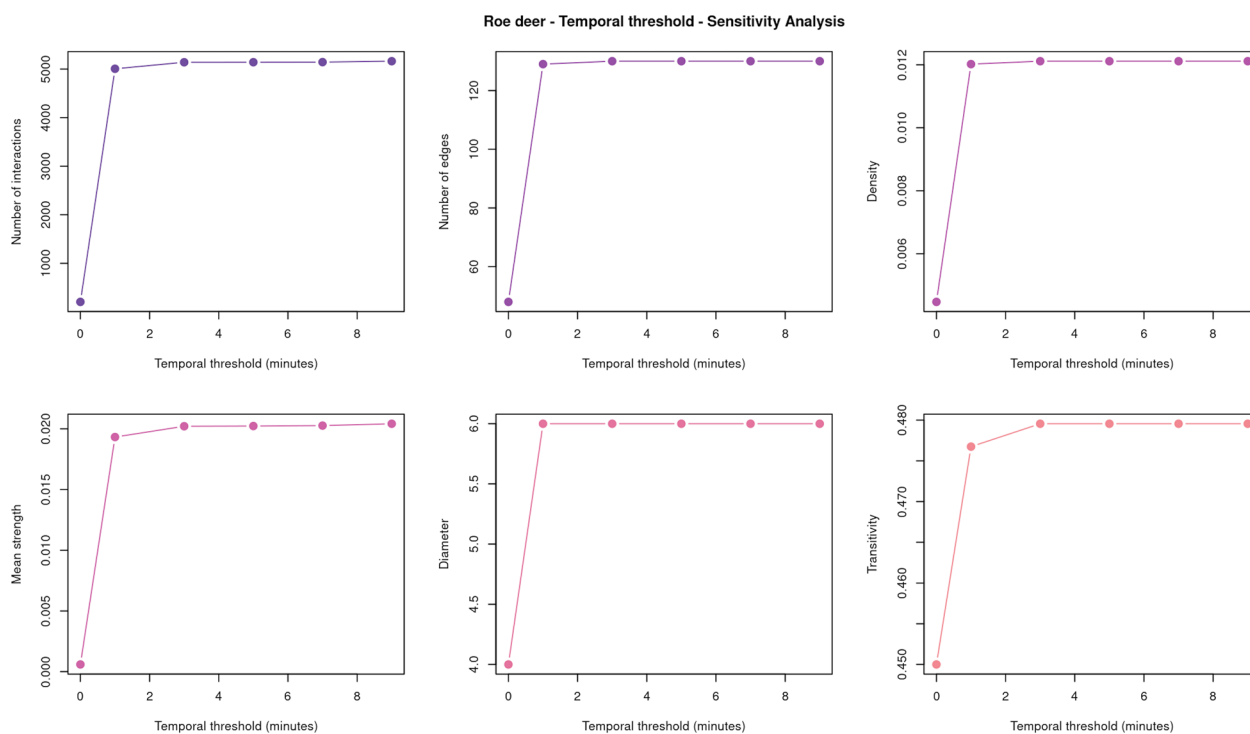 Roe deer - Temporal threshold - Sensitivity Analysis
Number of interactions
5000
4000
3000
2000
1000
0 2 4 6 8
Temporal threshold (minutes)
Number of edges
120
100
80
60
0 2 4 6 8
Temporal threshold (minutes)
Density
0.012
0.010
0.008
0.006
0 2 4 6 8
Temporal threshold (minutes)
Mean strength
0.020
0.015
0.010
0.005
0.000
0 2 4 6 8
Temporal threshold (minutes)
Diameter
6.0
5.5
5.0
4.5
4.0
0 2 4 6 8
Temporal threshold (minutes)
Transitivity
0.480
0.470
0.460
0.450
0 2 4 6 8
Temporal threshold (minutes)